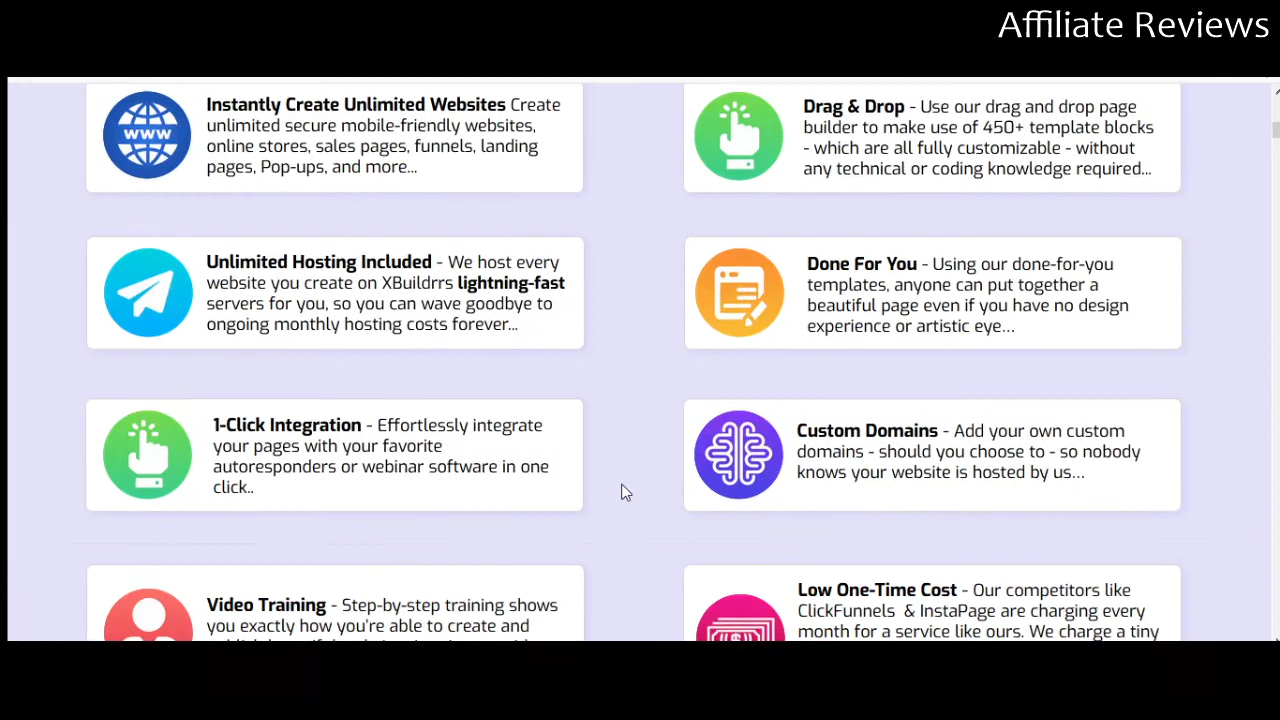 Affiliate Reviews
Instantly Create Unlimited Websites Create
unlimited secure mobile-friendly websites,
online stores, sales pages, funnels, landing
pages, Pop-ups, and more...
Drag & Drop - Use our drag and drop page
builder to make use of 450+ template blocks
- which are all fully customizable - without
any technical or coding knowledge required...
WWW
Unlimited Hosting Included - We host every
website you create on XBuildrrs lightning-fast
servers for you, so you can wave goodbye to
ongoing monthly hosting costs forever...
Done For You - Using our done-for-you
templates, anyone can put together a
beautiful page even if you have no design
experience or artistic eye...
1-Click Integration - Effortlessly integrate
your pages with your favorite
autoresponders or webinar software in one
click..
Custom Domains - Add your own custom
domains - should you choose to - so nobody
knows your website is hosted by us...
Video Training - Step-by-step training shows
you exactly how you're able to create and
Low One-Time Cost - Our competitors like
ClickFunnels & InstaPage are charging every
month for a service like ours. We charge a tiny